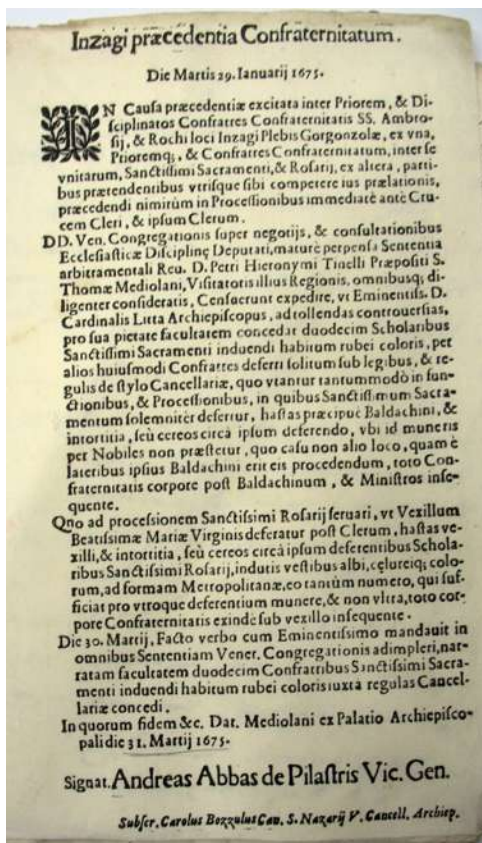 Inzagi præcedentia Confraternitatum.
Die Martis 29. Ianuarij 1675.
IN Causa præcedentiæ excitata inter Priorem, & Di-
sciplinatos Confratres Confraternitatis SS. Ambro-
sij, & Rochi loci Inzagi Plebis Gorgonzolæ, ex vna,
Prioremq;, & Confratres Confraternitatum, inter se
vnitarum, Sanctissimi Sacramenti, & Rosarij, ex altera, parti-
bus prætendentibus vtrisque sibi competere ius prælationis,
præcedendi nimirùm in Processionibus immediatè antè Cru-
cem Cleri, & ipsum Clerum.
DD. Ven. Congregationis super negotijs, & consultationibus
Ecclesiasticæ Disciplinę Deputati, maturè perpensa Sententia
arbitramentali Reu. D. Petri Hieronymi Tinelli Præpositi S.
Thomæ Mediolani, Visitatoris illius Regionis, omnibusq; di-
ligenter consideratis, Censuerunt expedire, vt Eminentiss. D.
Cardinalis Litta Archiepiscopus, ad tollendas controuersias,
pro sua pietate facultatem concedat duodecim Scholaribus
Sanctissimi Sacramenti induendi habitum rubei coloris, per
alios huiusmodi Confratres deferri solitum sub legibus, & re-
gulis de stylo Cancellariæ, quo vtantur tantummodò in fun-
ctionibus, & Processionibus, in quibus Sanctissimum Sacra-
mentum solemnitèr defertur, hastas præcipuè Baldachini, &
intortitia, seù cereos circà ipsum deferendo, vbi id muneris
per Nobiles non præstetur, quo casu non alio loco, quam è
lateribus ipsius Baldachini erit eis procedendum, toto Con-
fraternitatis corpore post Baldachinum, & Ministros inse-
quente.
Quo ad processionem Sanctissimi Rosarij seruari, vt Vexillum
Beatissimæ Mariæ Virginis deferatur post Clerum, hastas ve-
xilli, & intortitia, seù cereos circà ipsum deferentibus Schola-
ribus Sanctissimi Rosarij, indutis vestibus albi, cęlureiq; colo-
rum, ad formam Metropolitanæ, eo tantùm numero, qui suf-
ficiat pro vtroque deferentium munere, & non vltra, toto cor-
pore Confraternitatis exindè sub vexillo insequente.
Die 30. Martij, Facto verbo cum Eminentissimo mandauit in
omnibus Sententiam Vener. Congregationis adimpleri, nar-
ratam facultatem duodecim Confratribus Sanctissimi Sacra-
menti induendi habitum rubei coloris iuxta regulas Cancel-
lariæ concedi.
In quorum fidem &c. Dat. Mediolani ex Palatio Archiepisco-
pali die 31. Martij 1675.
Signat. Andreas Abbas de Pilastris Vic. Gen.
Subscr. Carolus Bozzulus Can. S. Nazarij V. Cancell. Archiep.